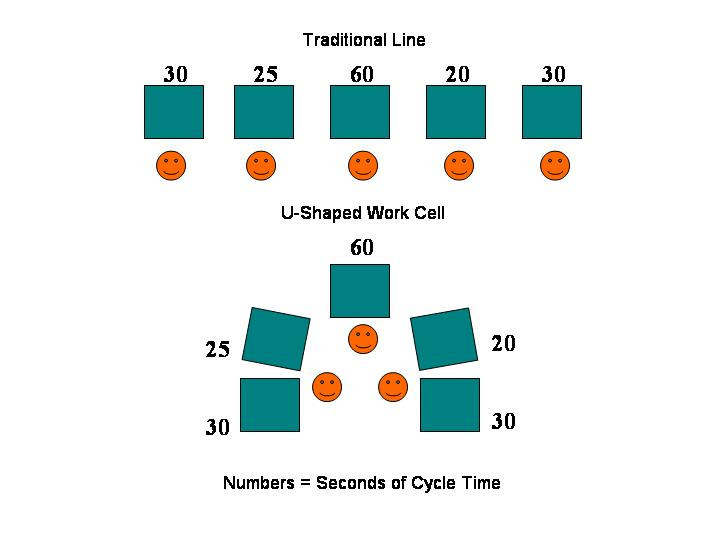 Traditional Line
30 25 60 20 30
U-Shaped Work Cell
60
25 20
30 30
Numbers = Seconds of Cycle Time